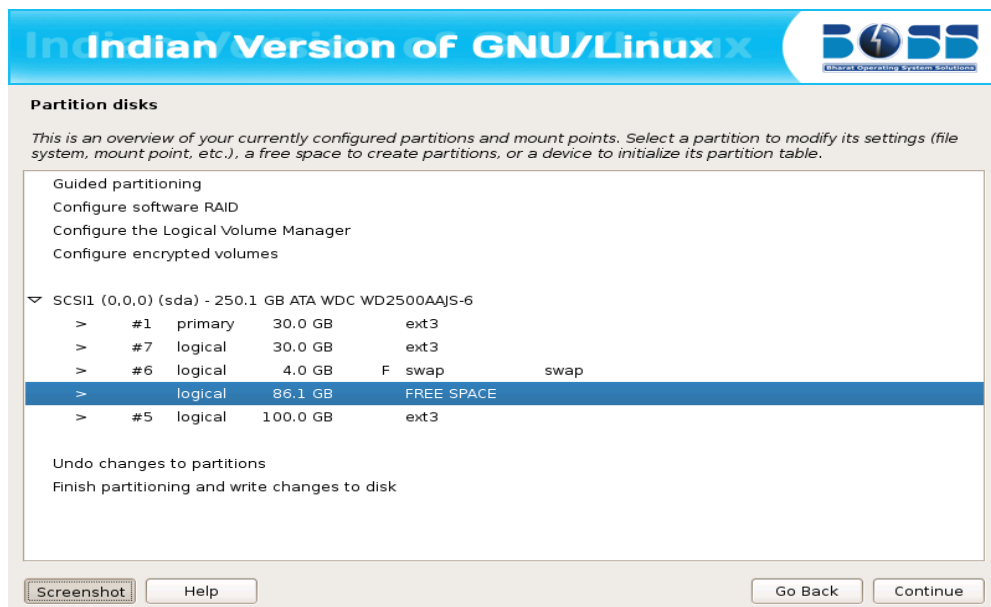 Indian Version of GNU/Linux
BOSS
Bharat Operating System Solutions
Partition disks
This is an overview of your currently configured partitions and mount points. Select a partition to modify its settings (file
system, mount point, etc.), a free space to create partitions, or a device to initialize its partition table.
Guided partitioning
Configure software RAID
Configure the Logical Volume Manager
Configure encrypted volumes
SCSI1 (0,0,0) (sda) - 250.1 GB ATA WDC WD2500AAJS-6
> #1 primary 30.0 GB ext3
> #7 logical 30.0 GB ext3
> #6 logical 4.0 GB F swap swap
> logical 86.1 GB FREE SPACE
> #5 logical 100.0 GB ext3
Undo changes to partitions
Finish partitioning and write changes to disk
Screenshot Help Go Back Continue